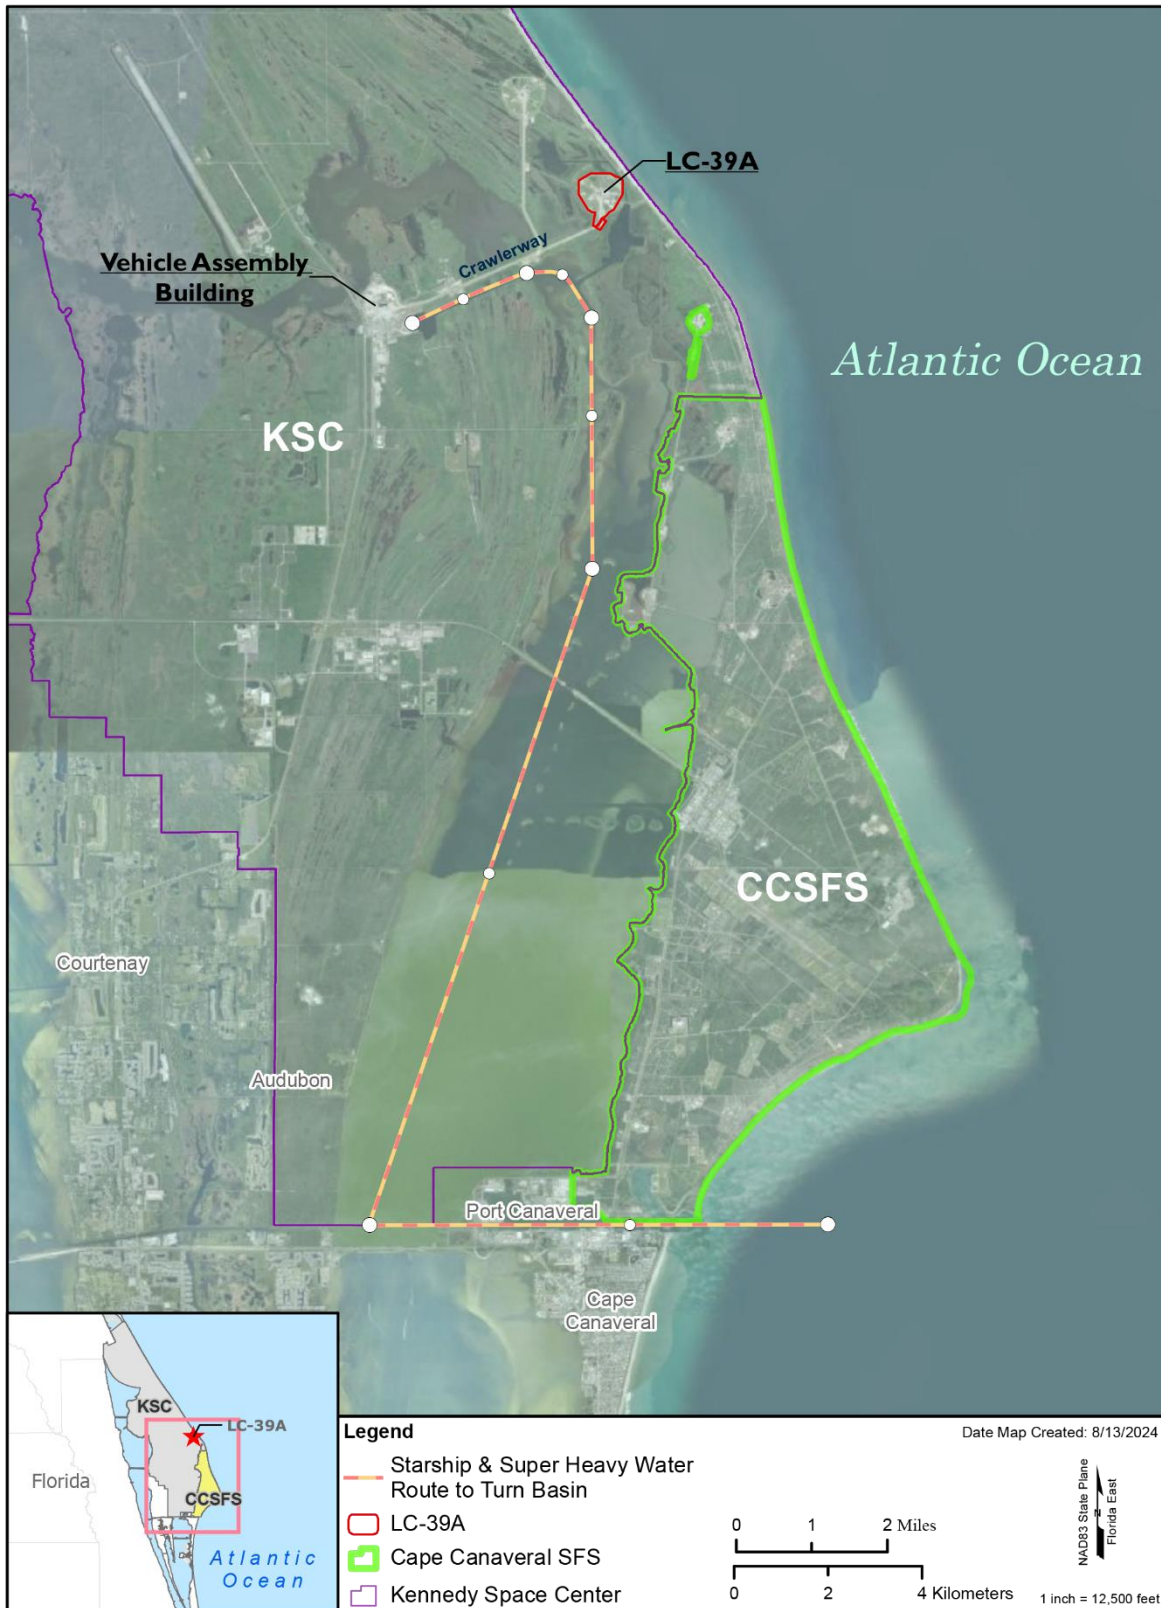 LC-39A
Vehicle Assembly
Building
Crawlerway
Atlantic Ocean
KSC
CCSFS
Courtenay
Audubon
Port Canaveral
Cape
Canaveral
KSC
LC-39A
Florida
CCSFS
Atlantic
Ocean
Legend
Date Map Created: 8/13/2024
Starship & Super Heavy Water
Route to Turn Basin
LC-39A
Cape Canaveral SFS
Kennedy Space Center
0 1 2 Miles
0 2 4 Kilometers
N
NAD83 State Plane
Florida East
1 inch = 12,500 feet